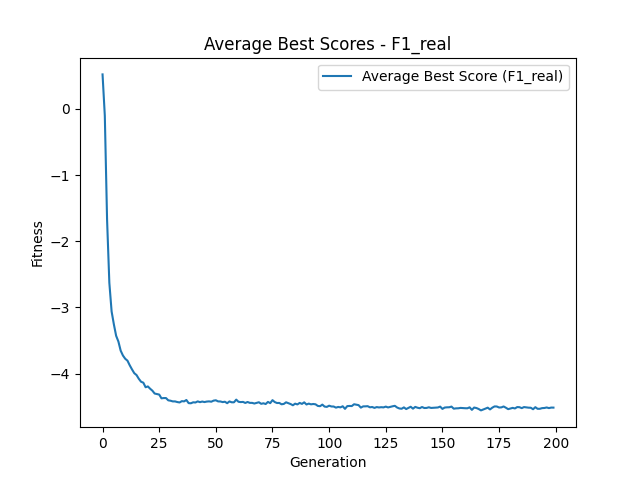 Average Best Scores - F1_real
Average Best Score (F1_real)
Fitness
0
−1
−2
−3
−4
0 25 50 75 100 125 150 175 200
Generation